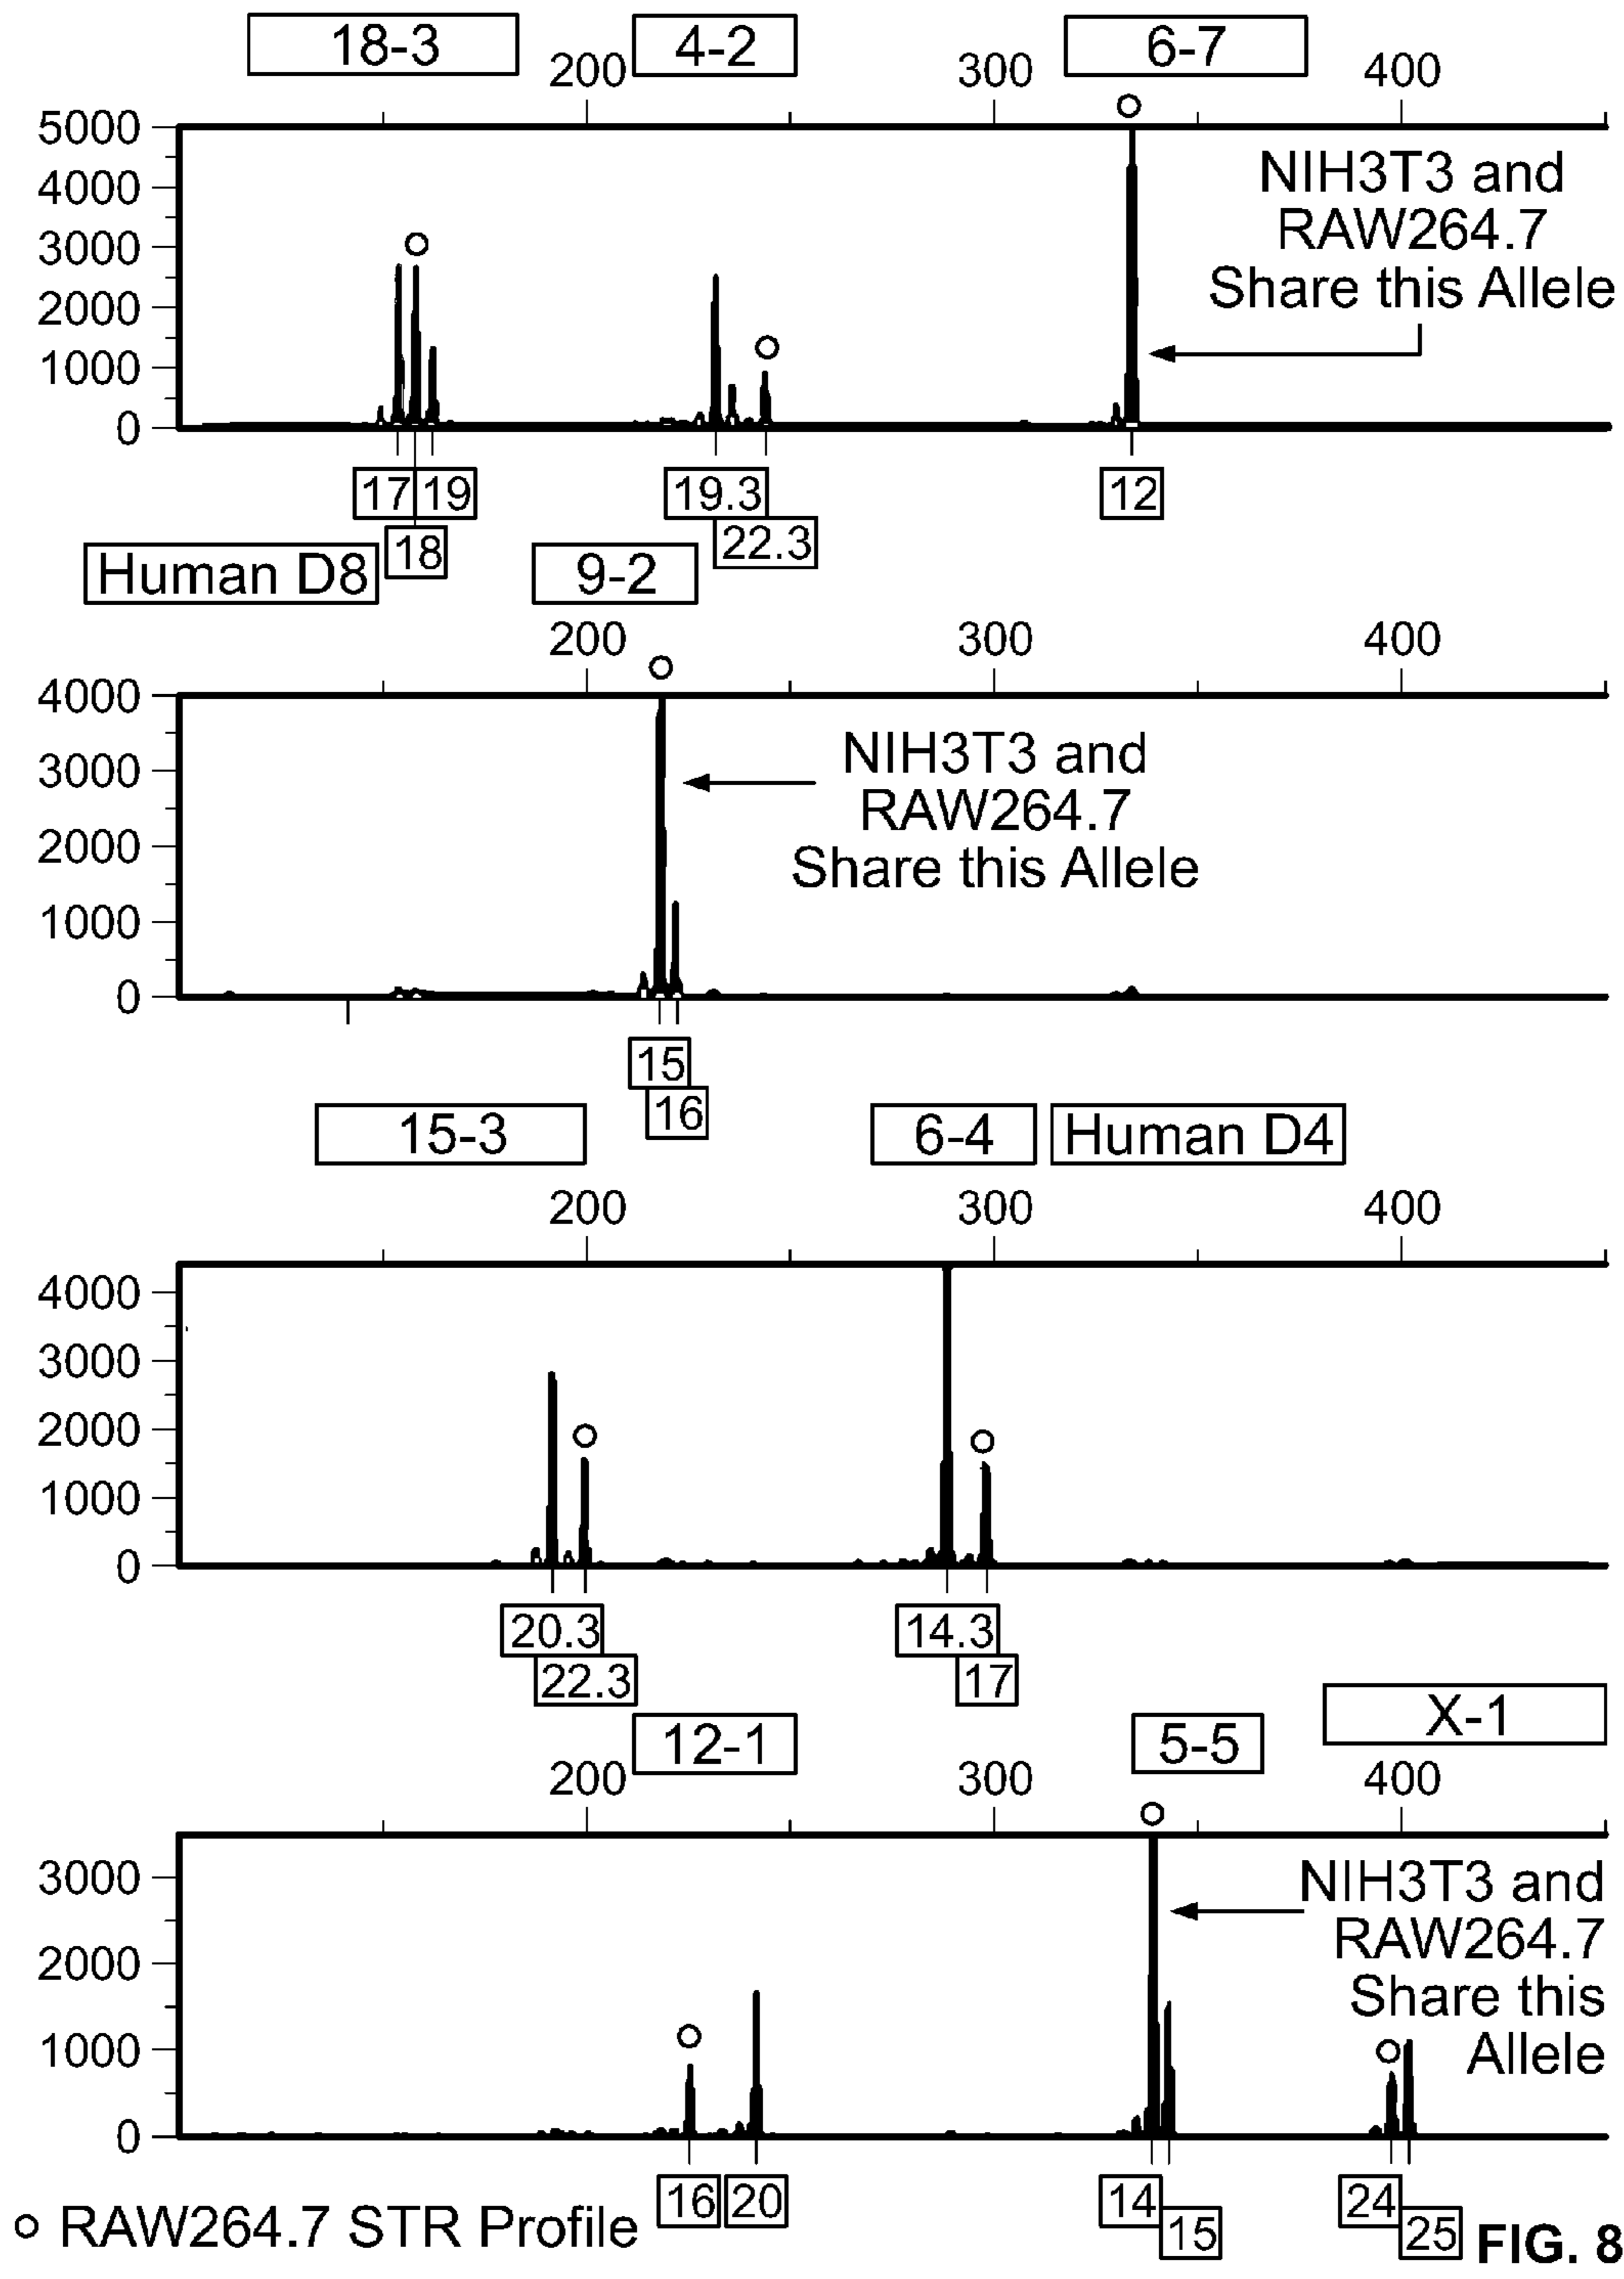 18-3 4-2 6-7
200 300 400
5000
4000
3000
2000
1000
0
NIH3T3 and
RAW264.7
Share this Allele
17 19 19.3 12
18 22.3
Human D8 9-2
200 300 400
4000
3000
2000
1000
0
NIH3T3 and
RAW264.7
Share this Allele
15
16
15-3 6-4 Human D4
200 300 400
4000
3000
2000
1000
0
20.3 14.3
22.3 17
12-1 5-5 X-1
200 300 400
3000
2000
1000
0
NIH3T3 and
RAW264.7
Share this
Allele
16 20 14 24
15 25
RAW264.7 STR Profile
FIG. 8